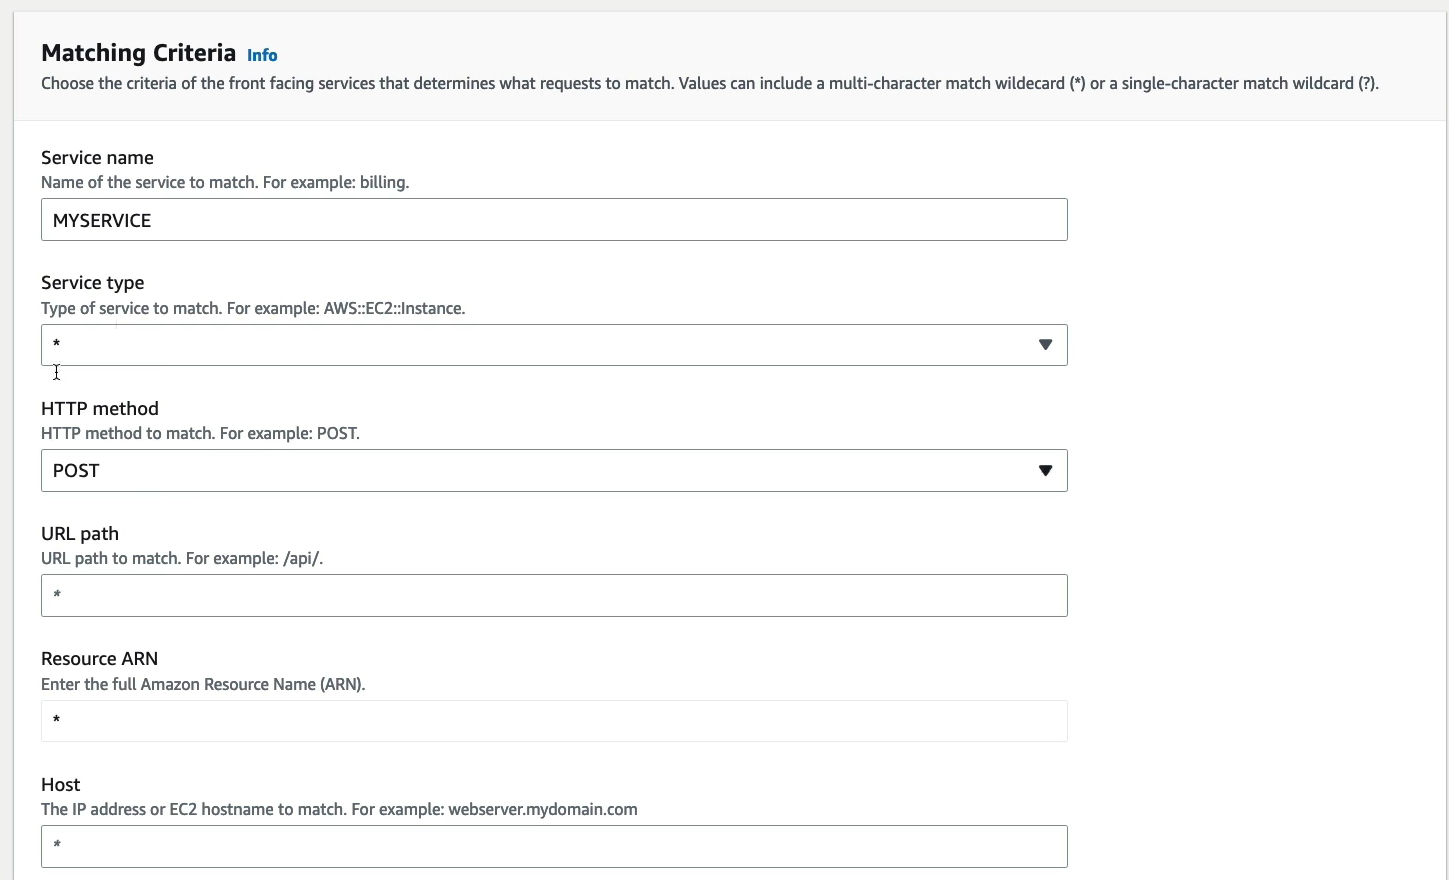 Matching Criteria Info
Choose the criteria of the front facing services that determines what requests to match. Values can include a multi-character match wildecard (*) or a single-character match wildcard (?).
Service name
Name of the service to match. For example: billing.
MYSERVICE
Service type
Type of service to match. For example: AWS::EC2::Instance.
*
HTTP method
HTTP method to match. For example: POST.
POST
URL path
URL path to match. For example: /api/.
*
Resource ARN
Enter the full Amazon Resource Name (ARN).
*
Host
The IP address or EC2 hostname to match. For example: webserver.mydomain.com
*